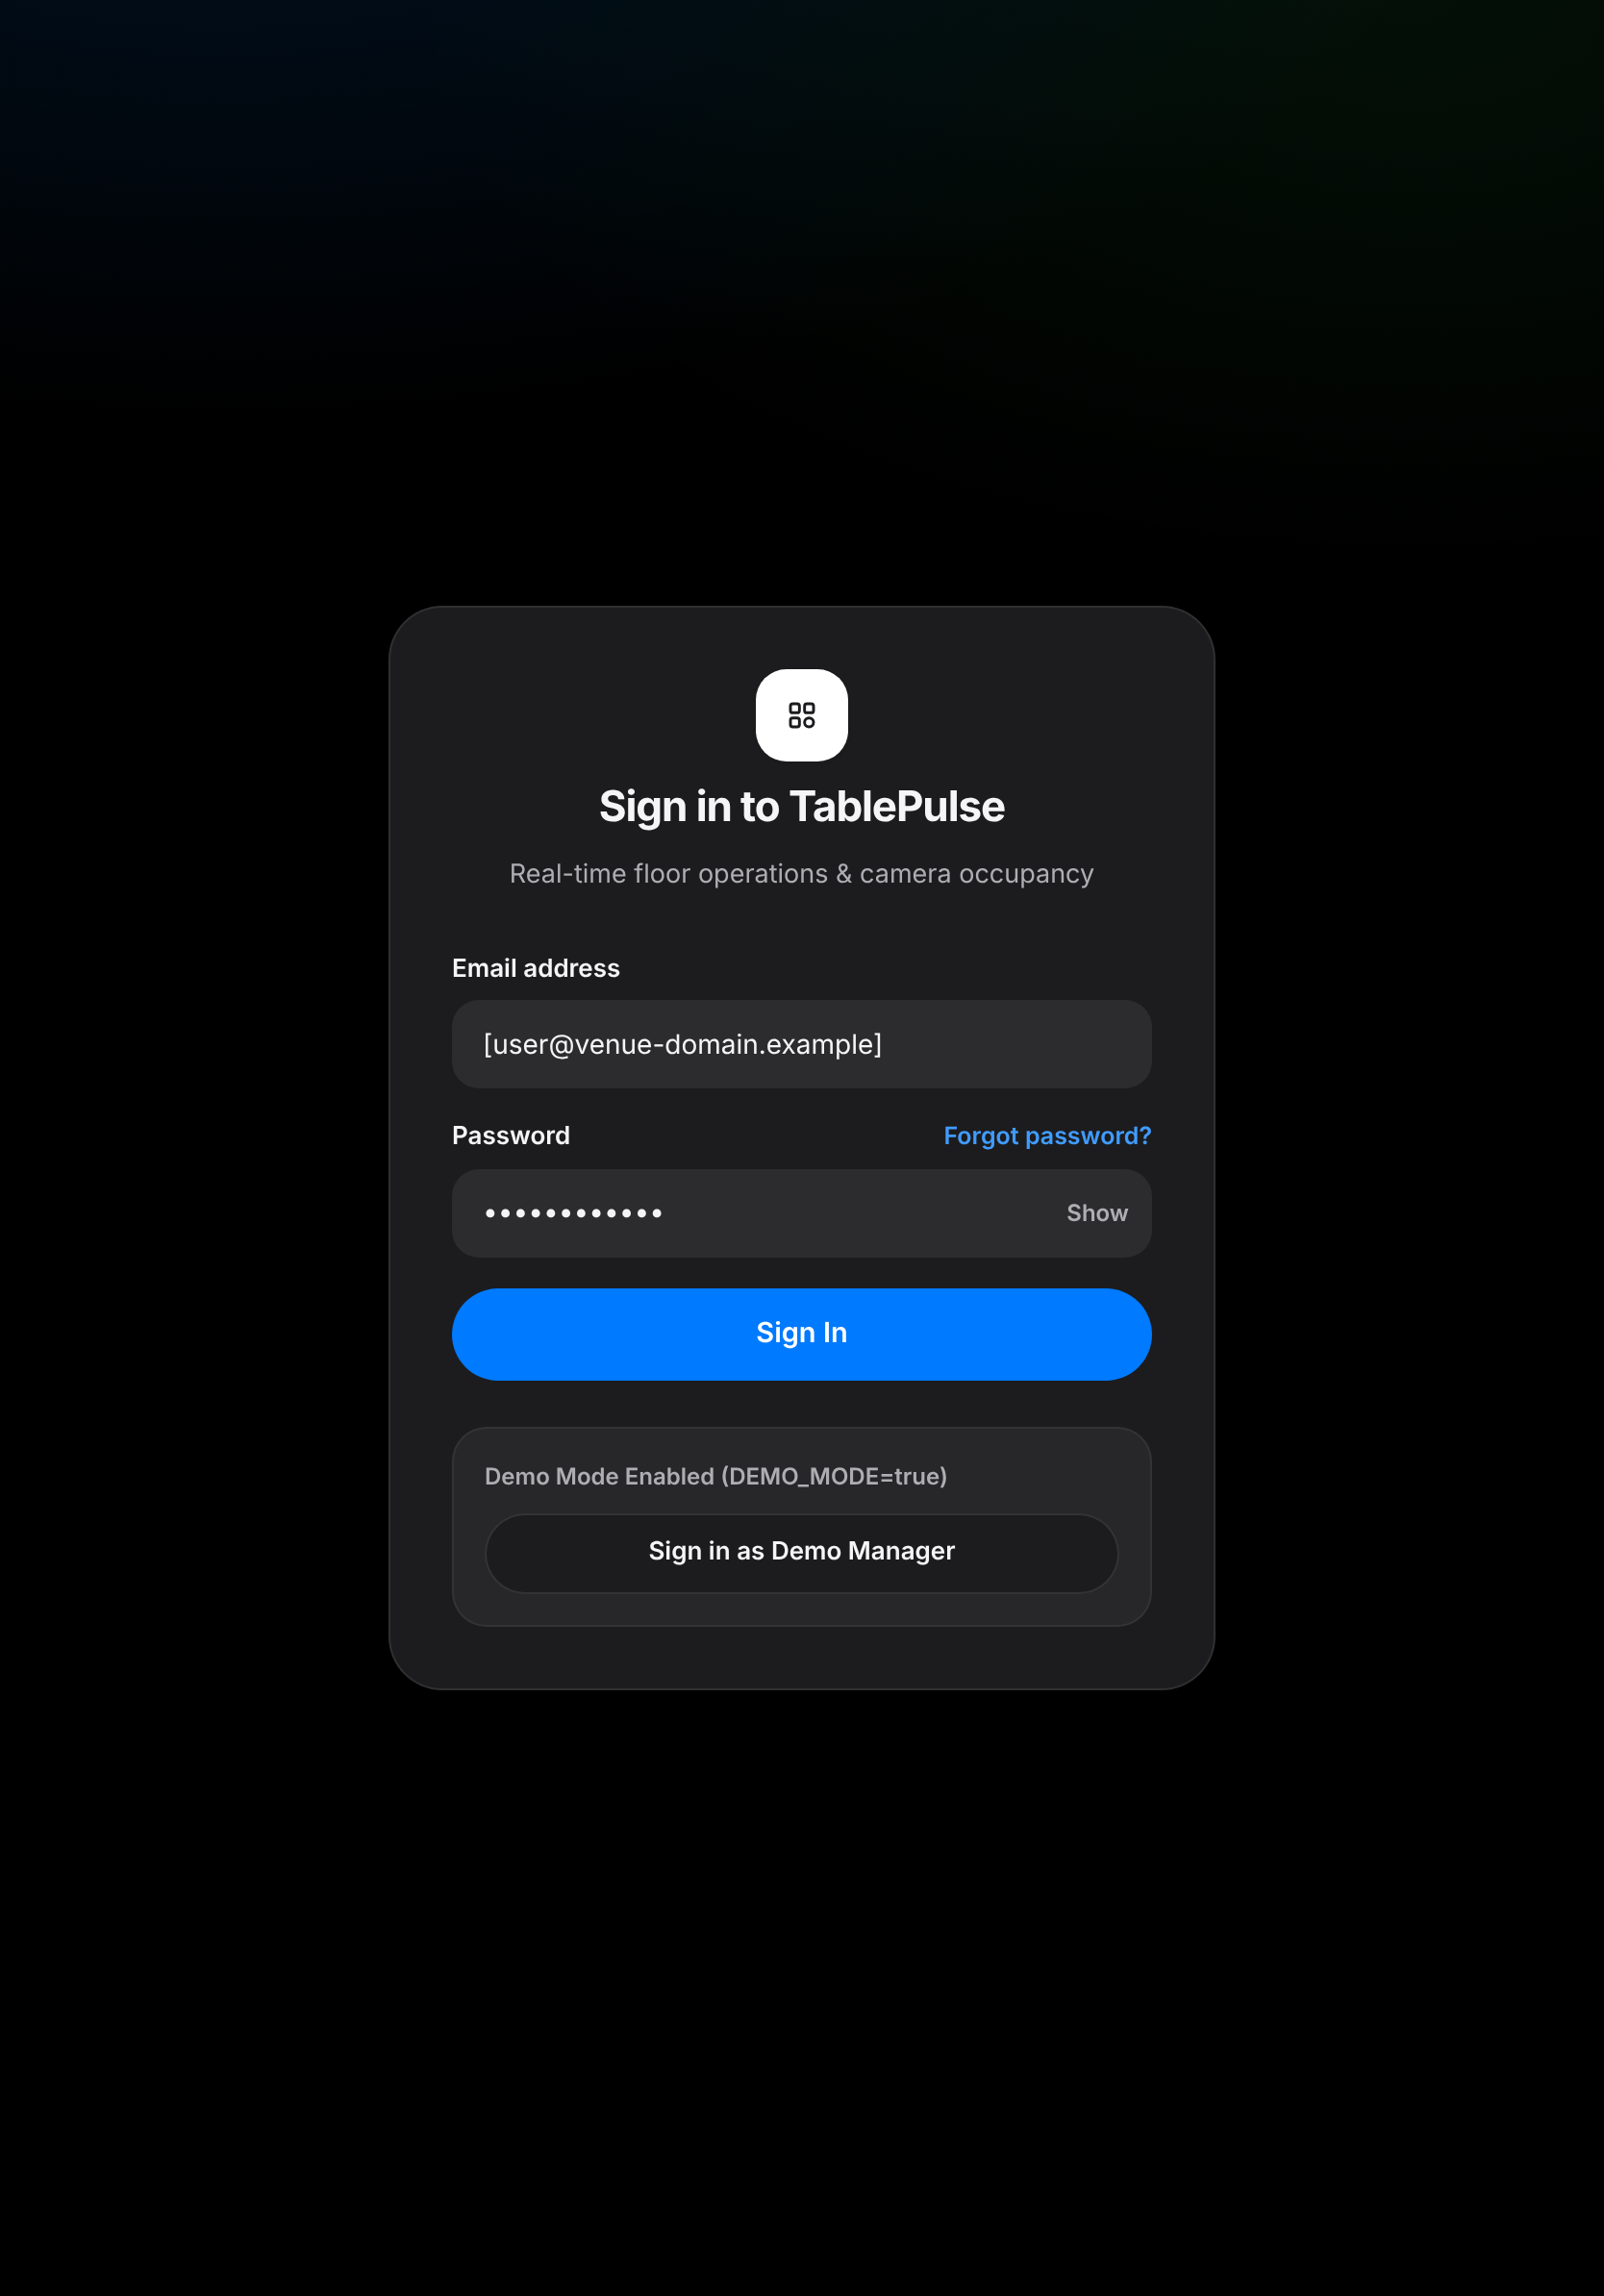 Sign in to TablePulse
Real-time floor operations & camera occupancy
Email address
[user@venue-domain.example]
Password
Forgot password?
••••••••••••
Show
Sign In
Demo Mode Enabled (DEMO_MODE=true)
Sign in as Demo Manager